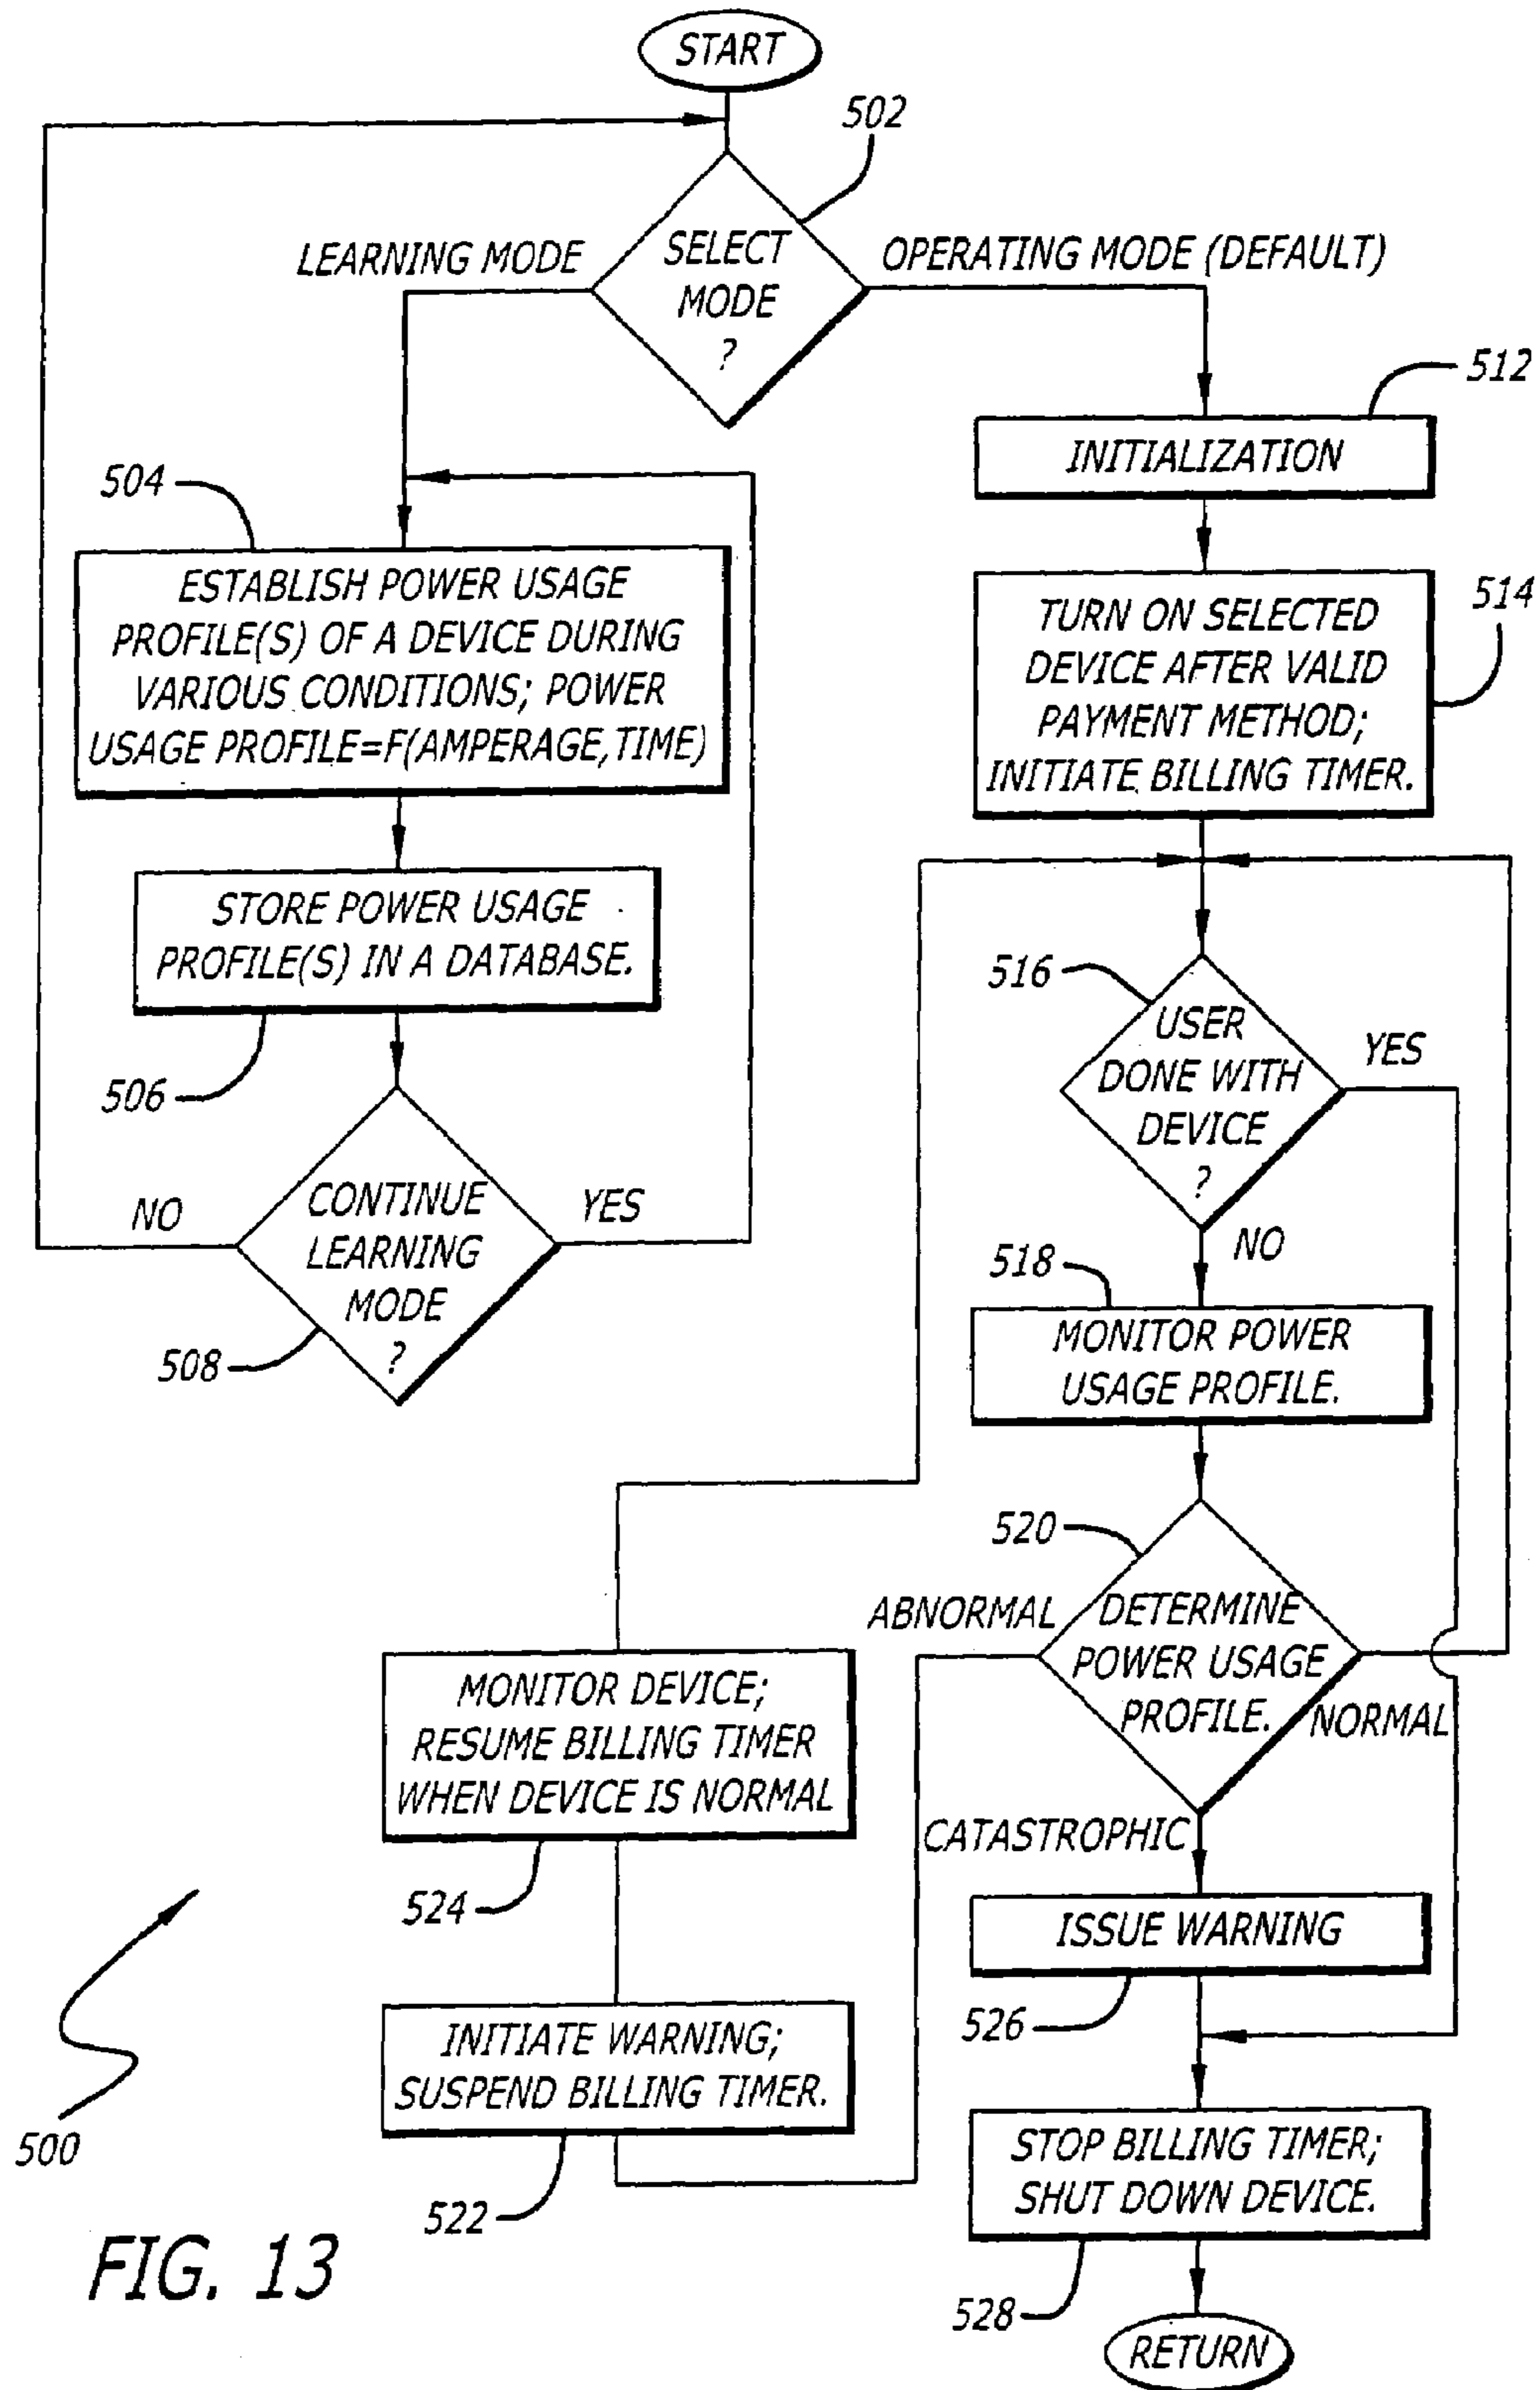 START
502
LEARNING MODE
SELECT
MODE
?
OPERATING MODE (DEFAULT)
504
ESTABLISH POWER USAGE
PROFILE(S) OF A DEVICE DURING
VARIOUS CONDITIONS; POWER
USAGE PROFILE=F(AMPERAGE,TIME)
STORE POWER USAGE
PROFILE(S) IN A DATABASE.
506
NO
CONTINUE
LEARNING
MODE
?
YES
508
512
INITIALIZATION
514
TURN ON SELECTED
DEVICE AFTER VALID
PAYMENT METHOD;
INITIATE BILLING TIMER.
516
USER
DONE WITH
DEVICE
?
YES
NO
518
MONITOR POWER
USAGE PROFILE.
520
ABNORMAL
DETERMINE
POWER USAGE
PROFILE.
NORMAL
CATASTROPHIC
MONITOR DEVICE;
RESUME BILLING TIMER
WHEN DEVICE IS NORMAL
524
INITIATE WARNING;
SUSPEND BILLING TIMER.
522
ISSUE WARNING
526
STOP BILLING TIMER;
SHUT DOWN DEVICE.
528
RETURN
500
FIG. 13